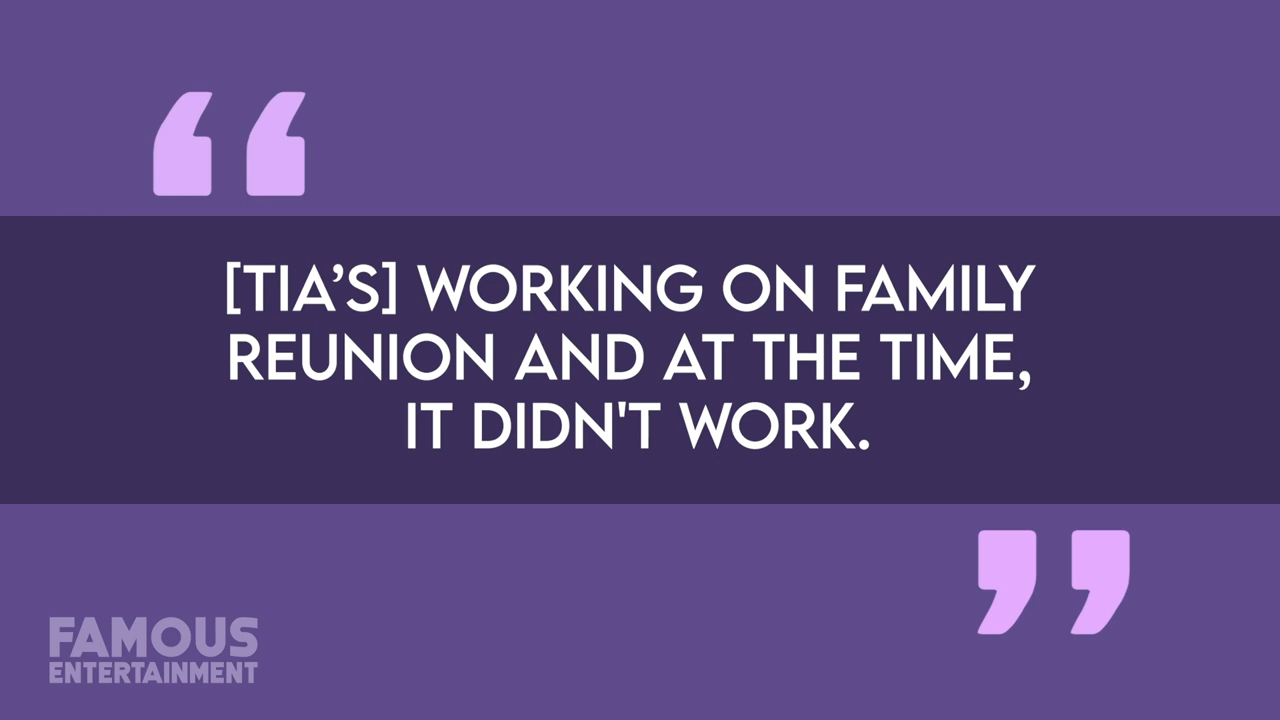 “
[TIA’S] WORKING ON FAMILY
REUNION AND AT THE TIME,
IT DIDN'T WORK.
”
FAMOUS
ENTERTAINMENT